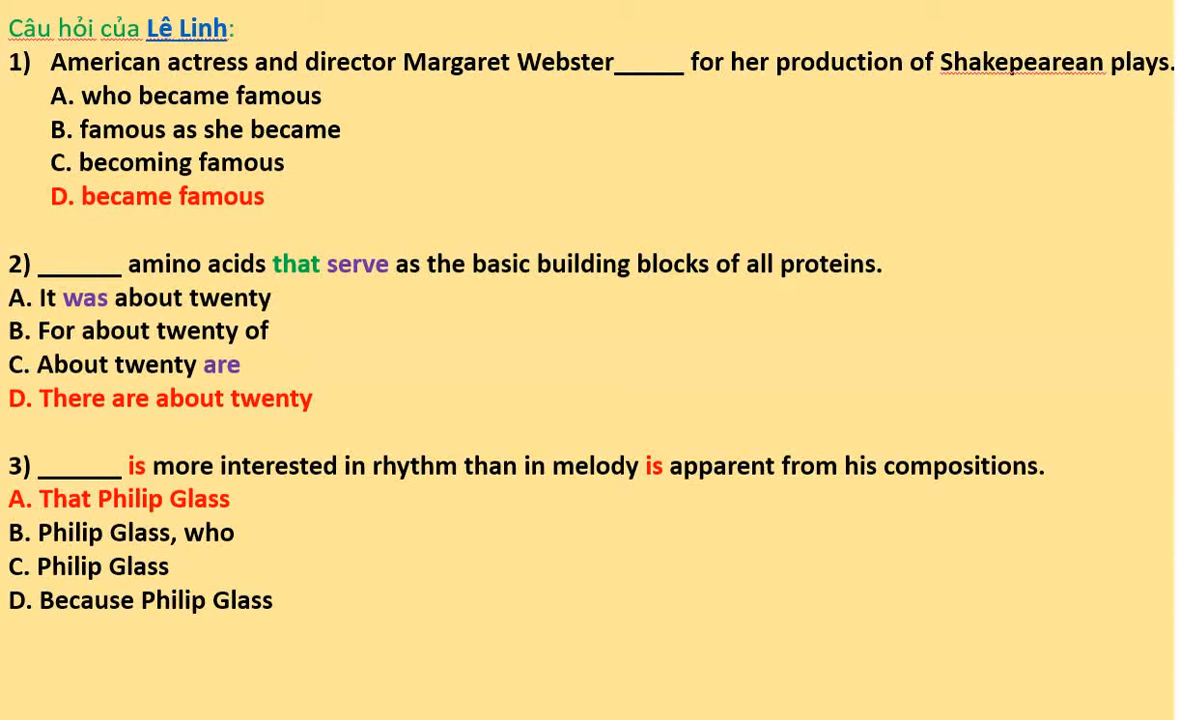 Câu hỏi của Lê Linh:
1) American actress and director Margaret Webster_____ for her production of Shakepearean plays.
A. who became famous
B. famous as she became
C. becoming famous
D. became famous
2) ______ amino acids that serve as the basic building blocks of all proteins.
A. It was about twenty
B. For about twenty of
C. About twenty are
D. There are about twenty
3) ______ is more interested in rhythm than in melody is apparent from his compositions.
A. That Philip Glass
B. Philip Glass, who
C. Philip Glass
D. Because Philip Glass